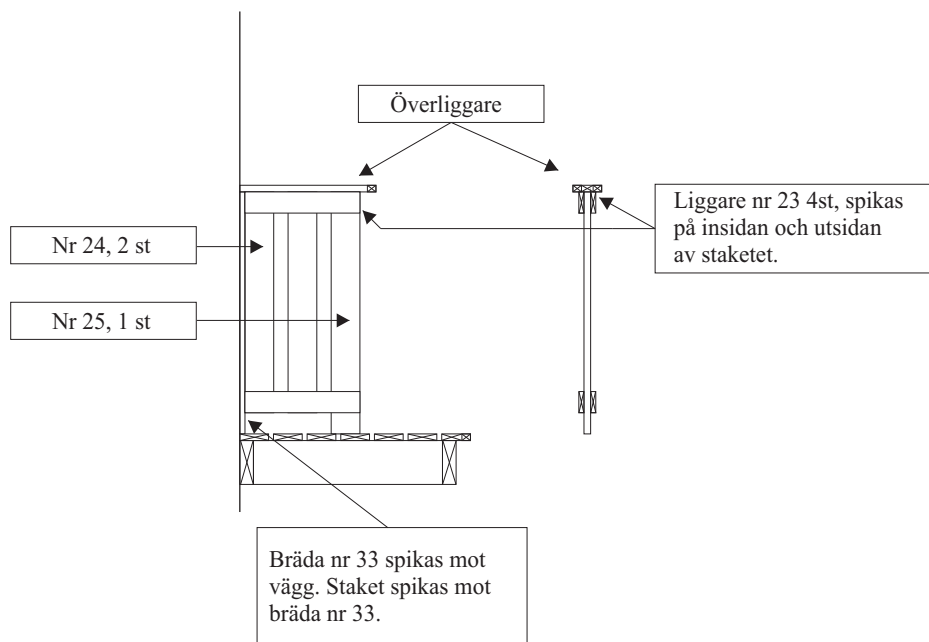 Överliggare
Liggare nr 23 4st, spikas
på insidan och utsidan
av staketet.
Nr 24, 2 st
Nr 25, 1 st
Bräda nr 33 spikas mot
vägg. Staket spikas mot
bräda nr 33.